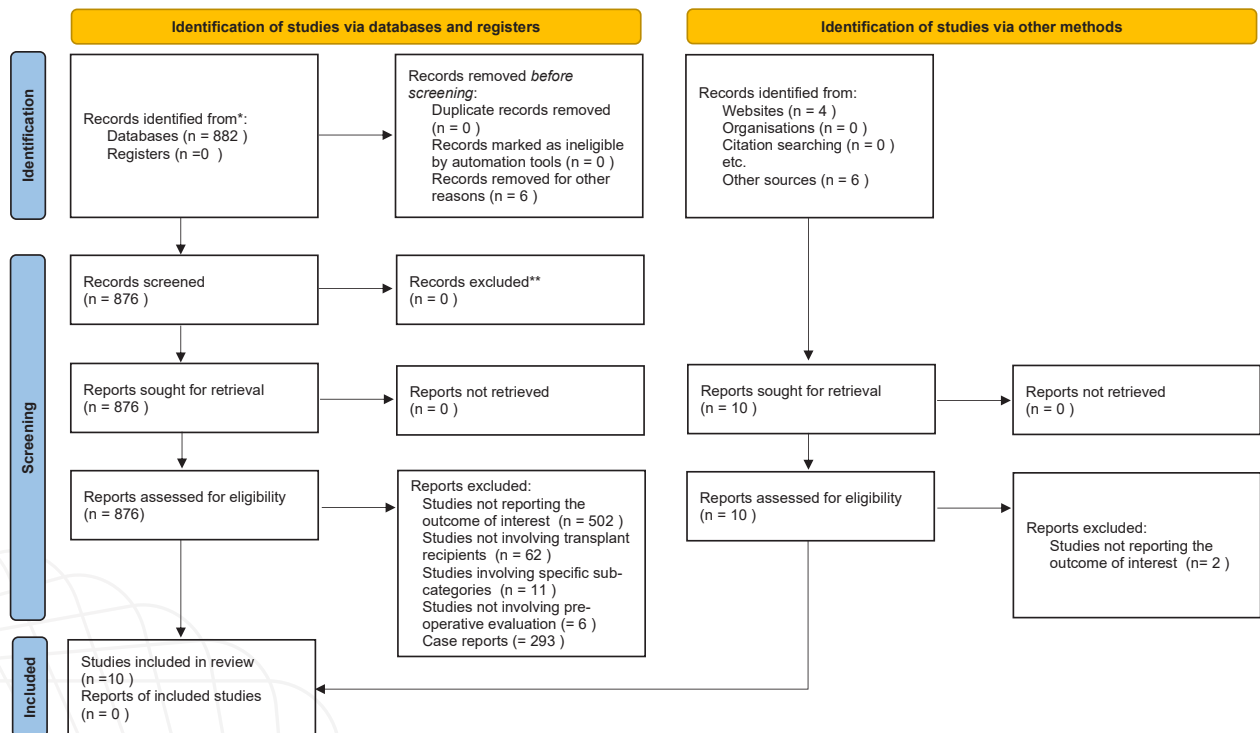 Identification of studies via databases and registers
Identification of studies via other methods
Identification
Records identified from*:
Databases (n = 882 )
Registers (n =0 )
Records removed before
screening:
Duplicate records removed
(n = 0 )
Records marked as ineligible
by automation tools (n = 0 )
Records removed for other
reasons (n = 6 )
Records identified from:
Websites (n = 4 )
Organisations (n = 0 )
Citation searching (n = 0 )
etc.
Other sources (n = 6 )
Screening
Records screened
(n = 876 )
Records excluded**
(n = 0 )
Reports sought for retrieval
(n = 876 )
Reports not retrieved
(n = 0 )
Reports sought for retrieval
(n = 10 )
Reports not retrieved
(n = 0 )
Reports assessed for eligibility
(n = 876)
Reports excluded:
Studies not reporting the
outcome of interest (n = 502 )
Studies not involving transplant
recipients (n = 62 )
Studies involving specific sub-
categories (n = 11 )
Studies not involving pre-
operative evaluation (= 6 )
Case reports (= 293 )
Reports assessed for eligibility
(n = 10 )
Reports excluded:
Studies not reporting the
outcome of interest (n= 2 )
Included
Studies included in review
(n =10 )
Reports of included studies
(n = 0 )